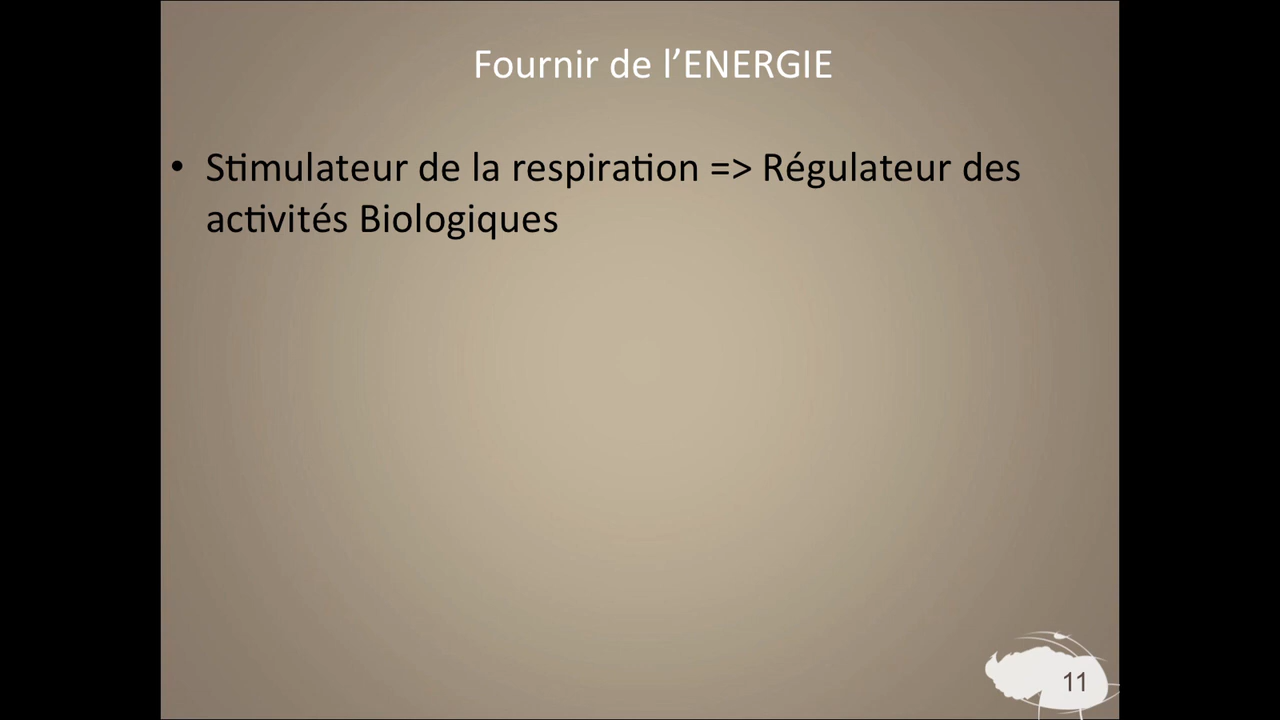 Fournir de l’ENERGIE
• Stimulateur de la respiration => Régulateur des
activités Biologiques
11